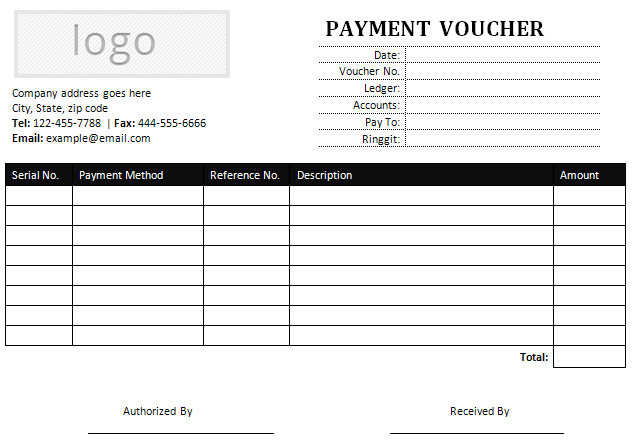 logo
PAYMENT VOUCHER
Date:
Voucher No.
Ledger:
Accounts:
Pay To:
Ringgit:
Company address goes here
City, State, zip code
Tel: 122-455-7788 | Fax: 444-555-6666
Email: example@email.com
Serial No. Payment Method Reference No. Description Amount
Total:
Authorized By Received By